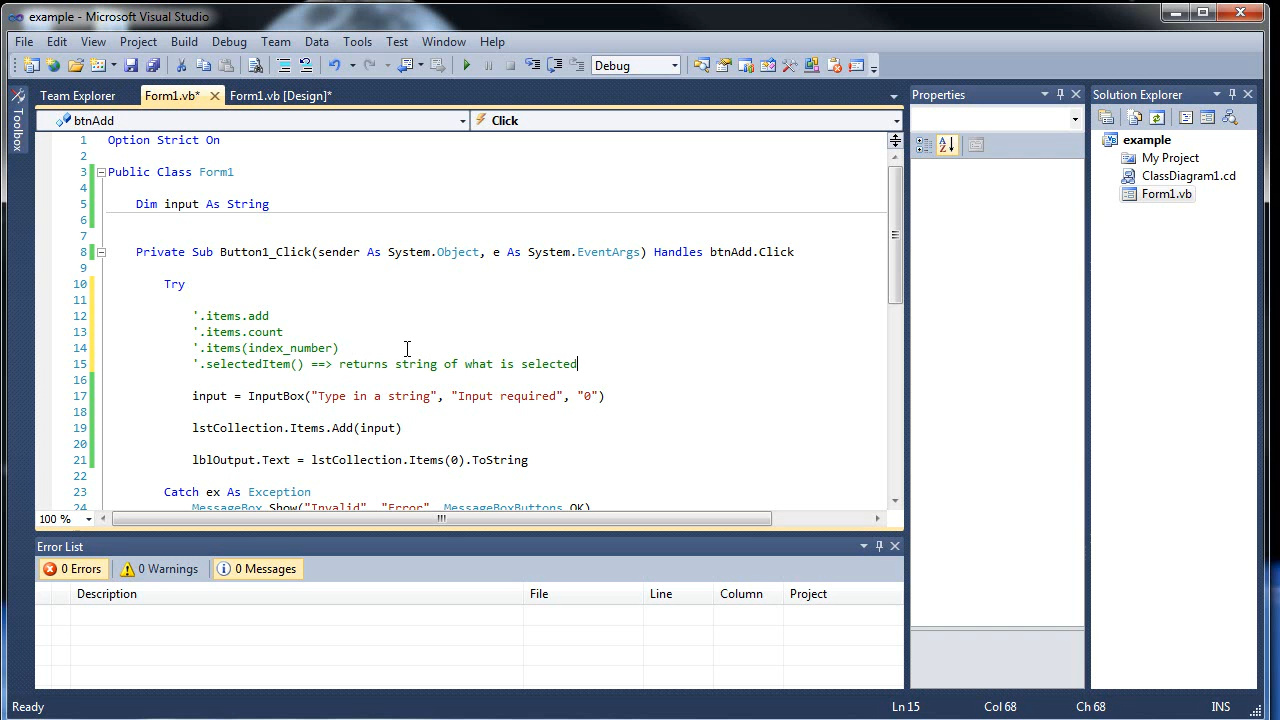 example - Microsoft Visual Studio
File Edit View Project Build Debug Team Data Tools Test Window Help
Debug
Team Explorer Form1.vb* Form1.vb [Design]*
Toolbox
btnAdd Click
1 Option Strict On
2
3 Public Class Form1
4
5 Dim input As String
6
7
8 Private Sub Button1_Click(sender As System.Object, e As System.EventArgs) Handles btnAdd.Click
9
10 Try
11
12 '.items.add
13 '.items.count
14 '.items(index_number)
15 '.selectedItem() ==> returns string of what is selected
16
17 input = InputBox("Type in a string", "Input required", "0")
18
19 lstCollection.Items.Add(input)
20
21 lblOutput.Text = lstCollection.Items(0).ToString
22
23 Catch ex As Exception
24 MessageBox.Show("Invalid", "Error", MessageBoxButtons.OK)
100 %
Properties
Solution Explorer
example
My Project
ClassDiagram1.cd
Form1.vb
Error List
0 Errors 0 Warnings 0 Messages
Description File Line Column Project
Ready Ln 15 Col 68 Ch 68 INS